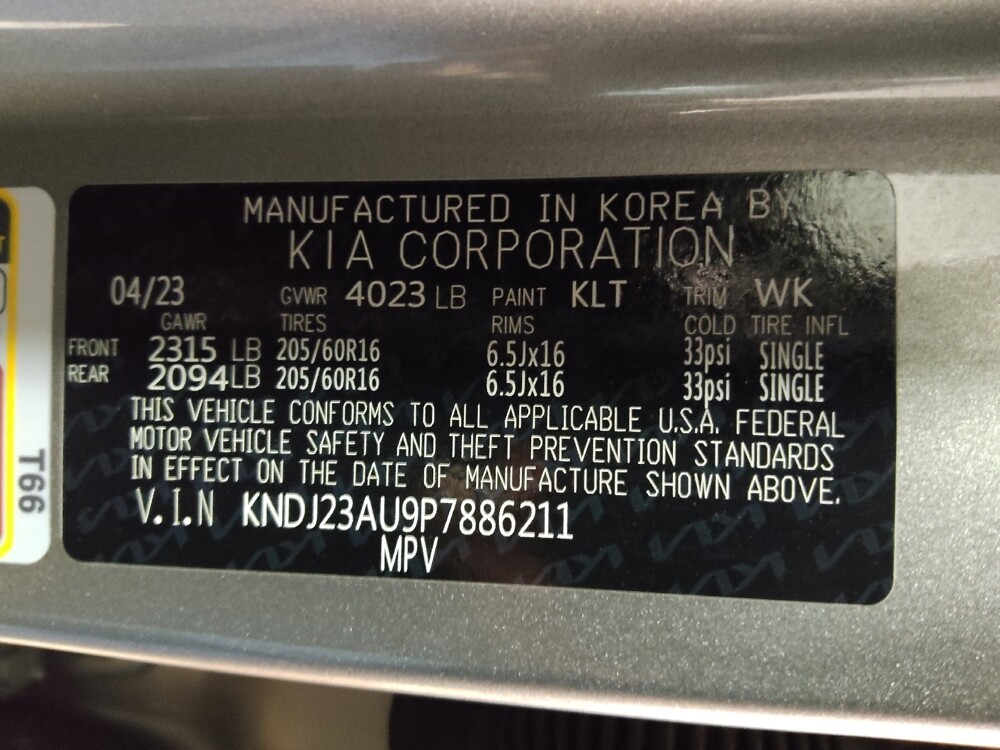 MANUFACTURED IN KOREA BY
KIA CORPORATION
04/23 GVWR 4023 LB PAINT KLT TRIM WK
GAWR TIRES RIMS COLD TIRE INFL
FRONT 2315 LB 205/60R16 6.5Jx16 33psi SINGLE
REAR 2094 LB 205/60R16 6.5Jx16 33psi SINGLE
THIS VEHICLE CONFORMS TO ALL APPLICABLE U.S.A. FEDERAL
MOTOR VEHICLE SAFETY AND THEFT PREVENTION STANDARDS
IN EFFECT ON THE DATE OF MANUFACTURE SHOWN ABOVE.
V.I.N KNDJ23AU9P7886211
MPV
T66